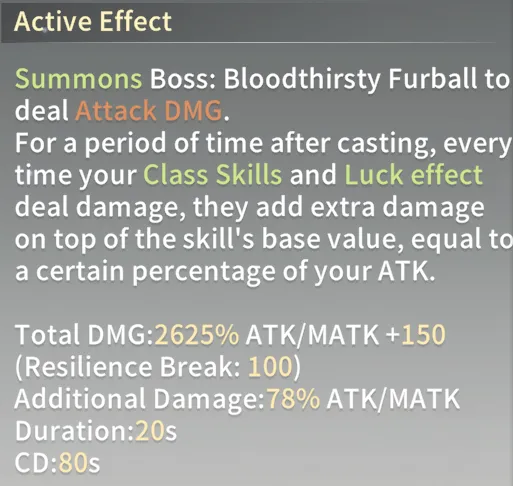 Active Effect
Summons Boss: Bloodthirsty Furball to
deal Attack DMG.
For a period of time after casting, every
time your Class Skills and Luck effect
deal damage, they add extra damage
on top of the skill's base value, equal to
a certain percentage of your ATK.
Total DMG:2625% ATK/MATK +150
(Resilience Break: 100)
Additional Damage:78% ATK/MATK
Duration:20s
CD:80s